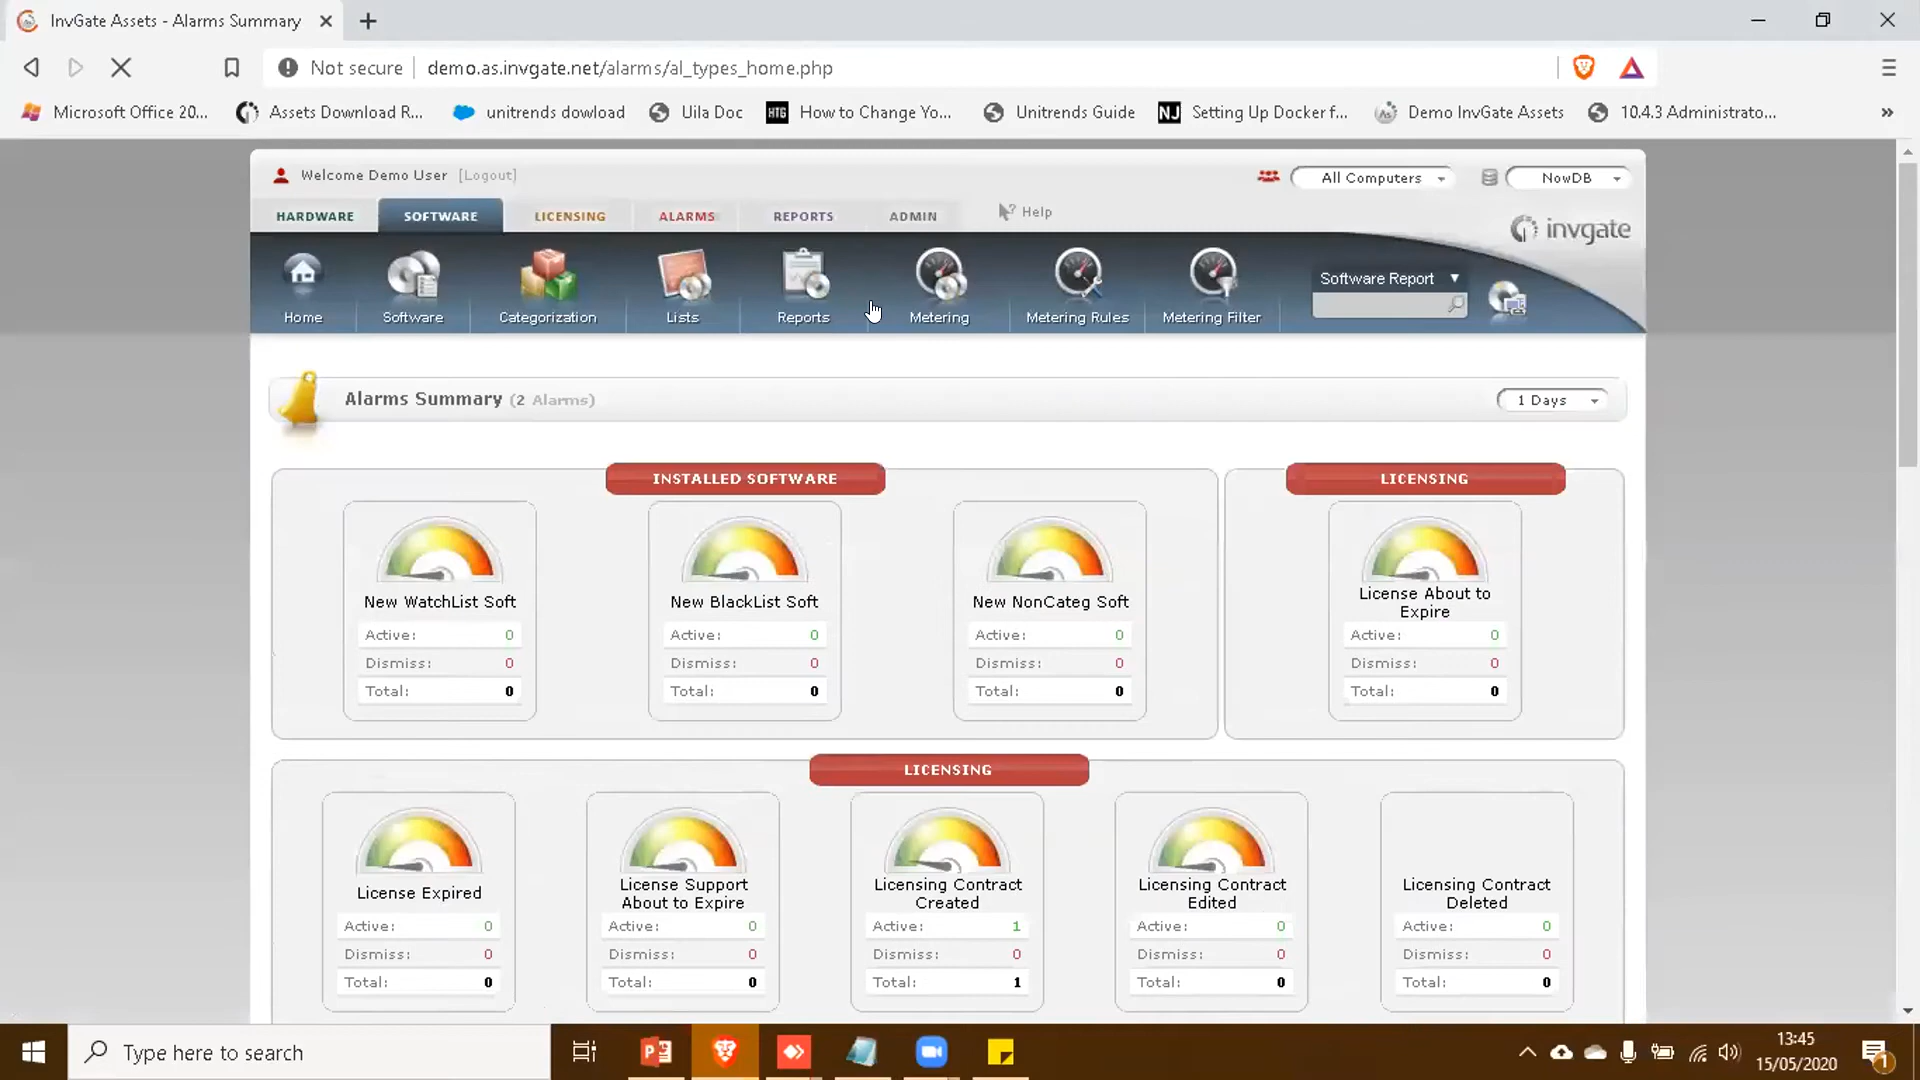 InvGate Assets - Alarms Summary
Not secure
demo.as.invgate.net/alarms/al_types_home.php
Microsoft Office 20...
Assets Download R...
unitrends dowload
Uila Doc
HTG
How to Change Yo...
Unitrends Guide
NJ
Setting Up Docker f...
Demo InvGate Assets
10.4.3 Administrato...
»
Welcome Demo User [Logout]
All Computers
NowDB
HARDWARE
SOFTWARE
LICENSING
ALARMS
REPORTS
ADMIN
Help
invgate
Home
Software
Categorization
Lists
Reports
Metering
Metering Rules
Metering Filter
Software Report
Alarms Summary (2 Alarms)
1 Days
INSTALLED SOFTWARE
LICENSING
New WatchList Soft
Active: 0
Dismiss: 0
Total: 0
New BlackList Soft
Active: 0
Dismiss: 0
Total: 0
New NonCateg Soft
Active: 0
Dismiss: 0
Total: 0
License About to
Expire
Active: 0
Dismiss: 0
Total: 0
LICENSING
License Expired
Active: 0
Dismiss: 0
Total: 0
License Support
About to Expire
Active: 0
Dismiss: 0
Total: 0
Licensing Contract
Created
Active: 1
Dismiss: 0
Total: 1
Licensing Contract
Edited
Active: 0
Dismiss: 0
Total: 0
Licensing Contract
Deleted
Active: 0
Dismiss: 0
Total: 0
Type here to search
13:45
15/05/2020
1